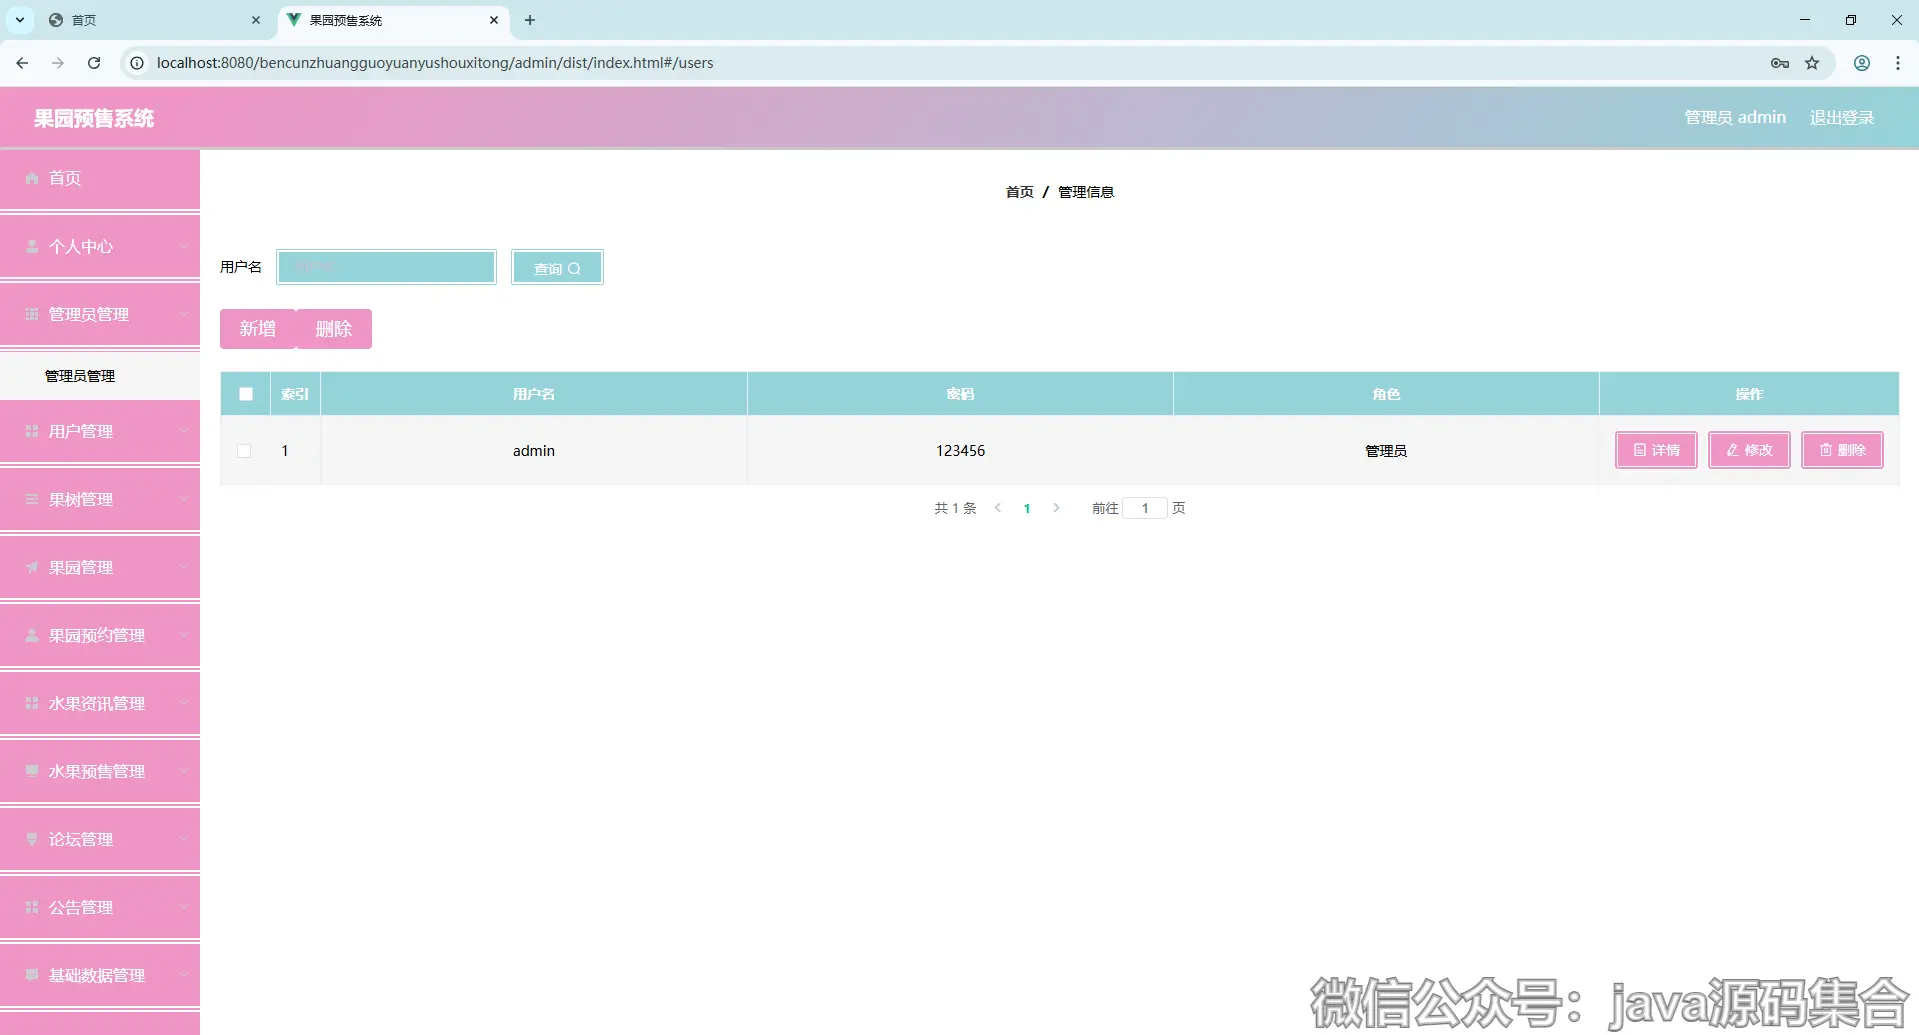 首页
果园预售系统
localhost:8080/bencunzhuangguoyuanyushouxitong/admin/dist/index.html#/users
果园预售系统
管理员 admin 退出登录
首页
个人中心
管理员管理
管理员管理
用户管理
果树管理
果园管理
果园预约管理
水果资讯管理
水果预售管理
论坛管理
公告管理
基础数据管理
首页 / 管理信息
用户名 用户名 查询
新增 删除
索引 用户名 密码 角色 操作
1 admin 123456 管理员 详情 修改 删除
共 1 条 1 前往 1 页
微信公众号：java源码集合